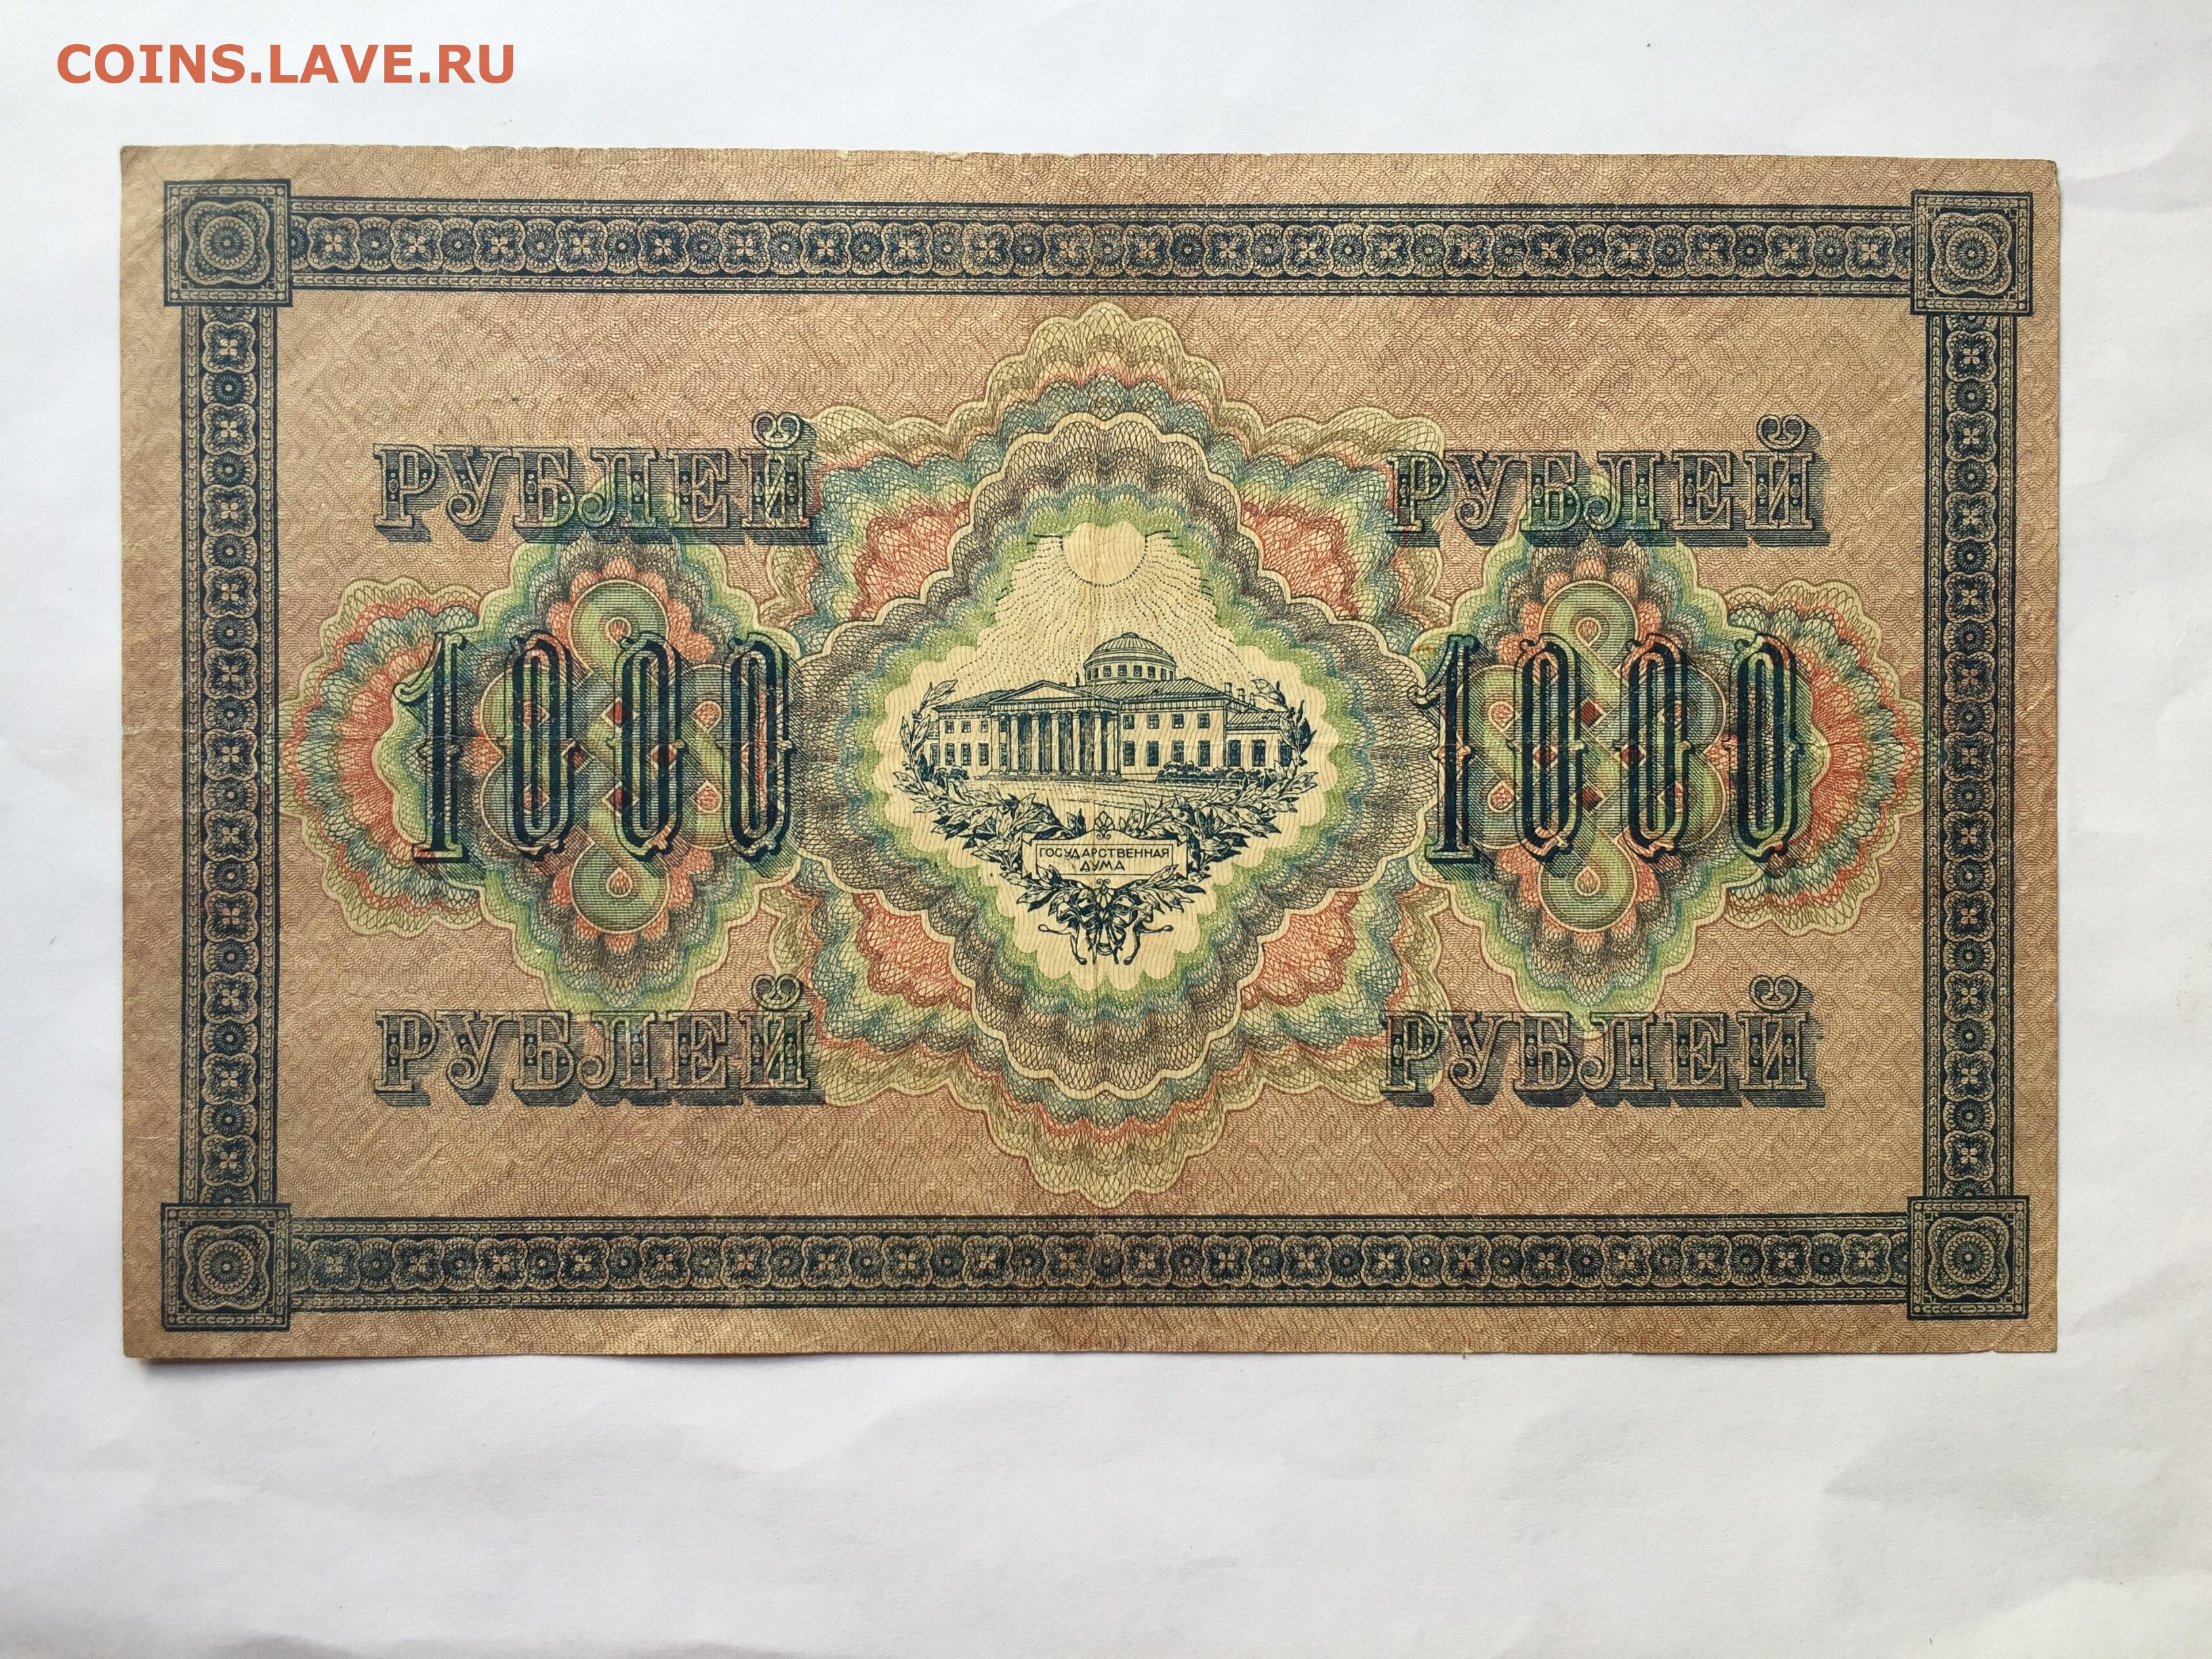 COINS.LAVE.RU
РУБЛЕЙ РУБЛЕЙ
1000 1000
ГОСУДАРСТВЕННАЯ
ДУМА
РУБЛЕЙ РУБЛЕЙ